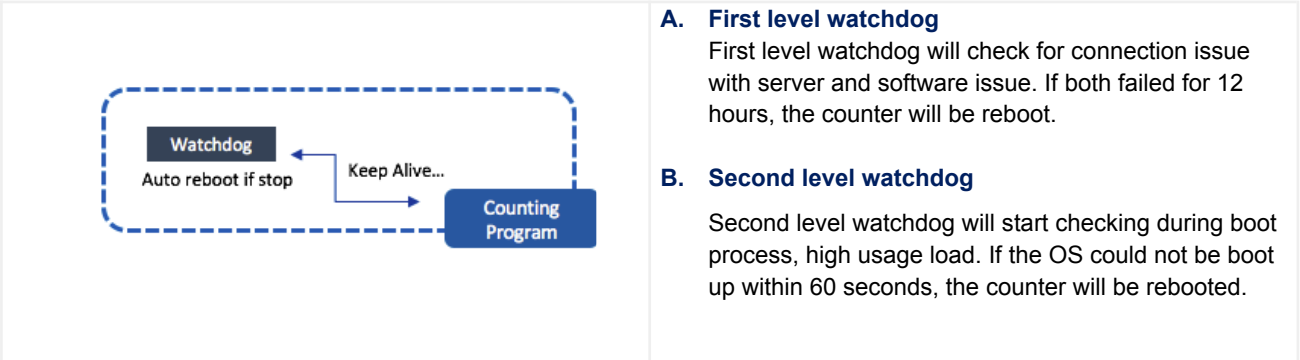 Watchdog
Auto reboot if stop
Keep Alive...
Counting
Program
A. First level watchdog
First level watchdog will check for connection issue
with server and software issue. If both failed for 12
hours, the counter will be reboot.
B. Second level watchdog
Second level watchdog will start checking during boot
process, high usage load. If the OS could not be boot
up within 60 seconds, the counter will be rebooted.